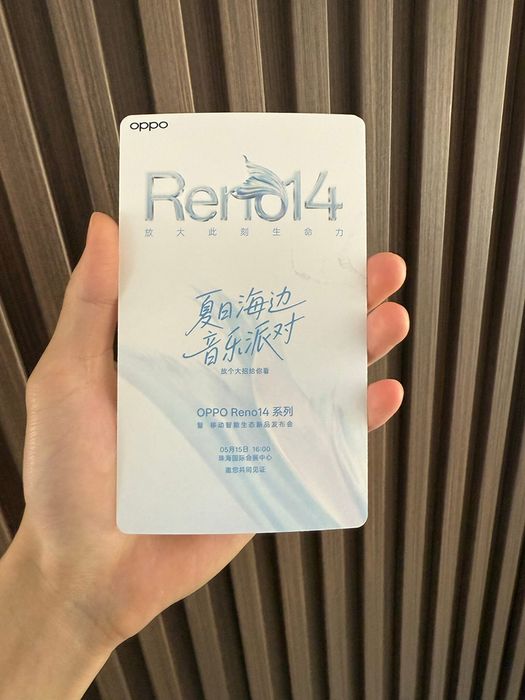 oppo
Reno14
放大此刻生命力
夏日海边
音乐派对
放个大招给你看
OPPO Reno14 系列
暨 移动智能生态新品发布会
05月15日 16:00
珠海国际会展中心
邀您共同见证